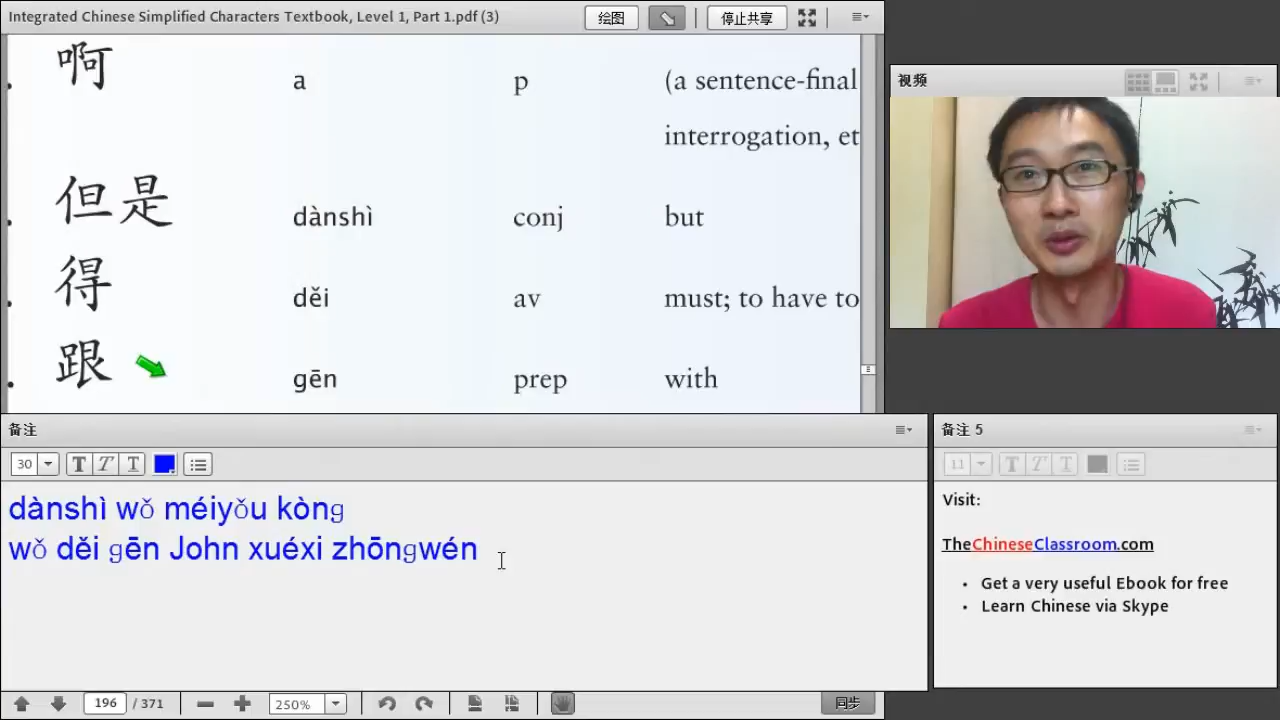 Integrated Chinese Simplified Characters Textbook, Level 1, Part 1.pdf (3)
绘图
停止共享
啊 a p (a sentence-final
interrogation, et
但是 dànshì conj but
得 děi av must; to have to
跟 gēn prep with
视频
备注
30 T T T
dànshì wǒ méiyǒu kòng
wǒ děi gēn John xuéxi zhōngwén
196 / 371
250%
同步
备注 5
11 T T T
Visit:
TheChineseClassroom.com
• Get a very useful Ebook for free
• Learn Chinese via Skype